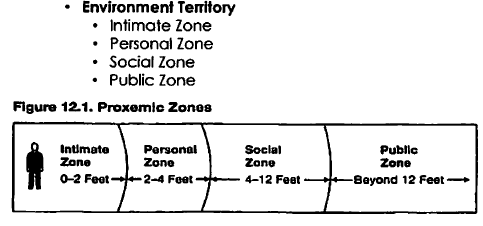 • Environment Territory
• Intimate Zone
• Personal Zone
• Social Zone
• Public Zone
Figure 12.1. Proxemic Zones
Intimate Zone 0–2 Feet
Personal Zone 2–4 Feet
Social Zone 4–12 Feet
Public Zone Beyond 12 Feet